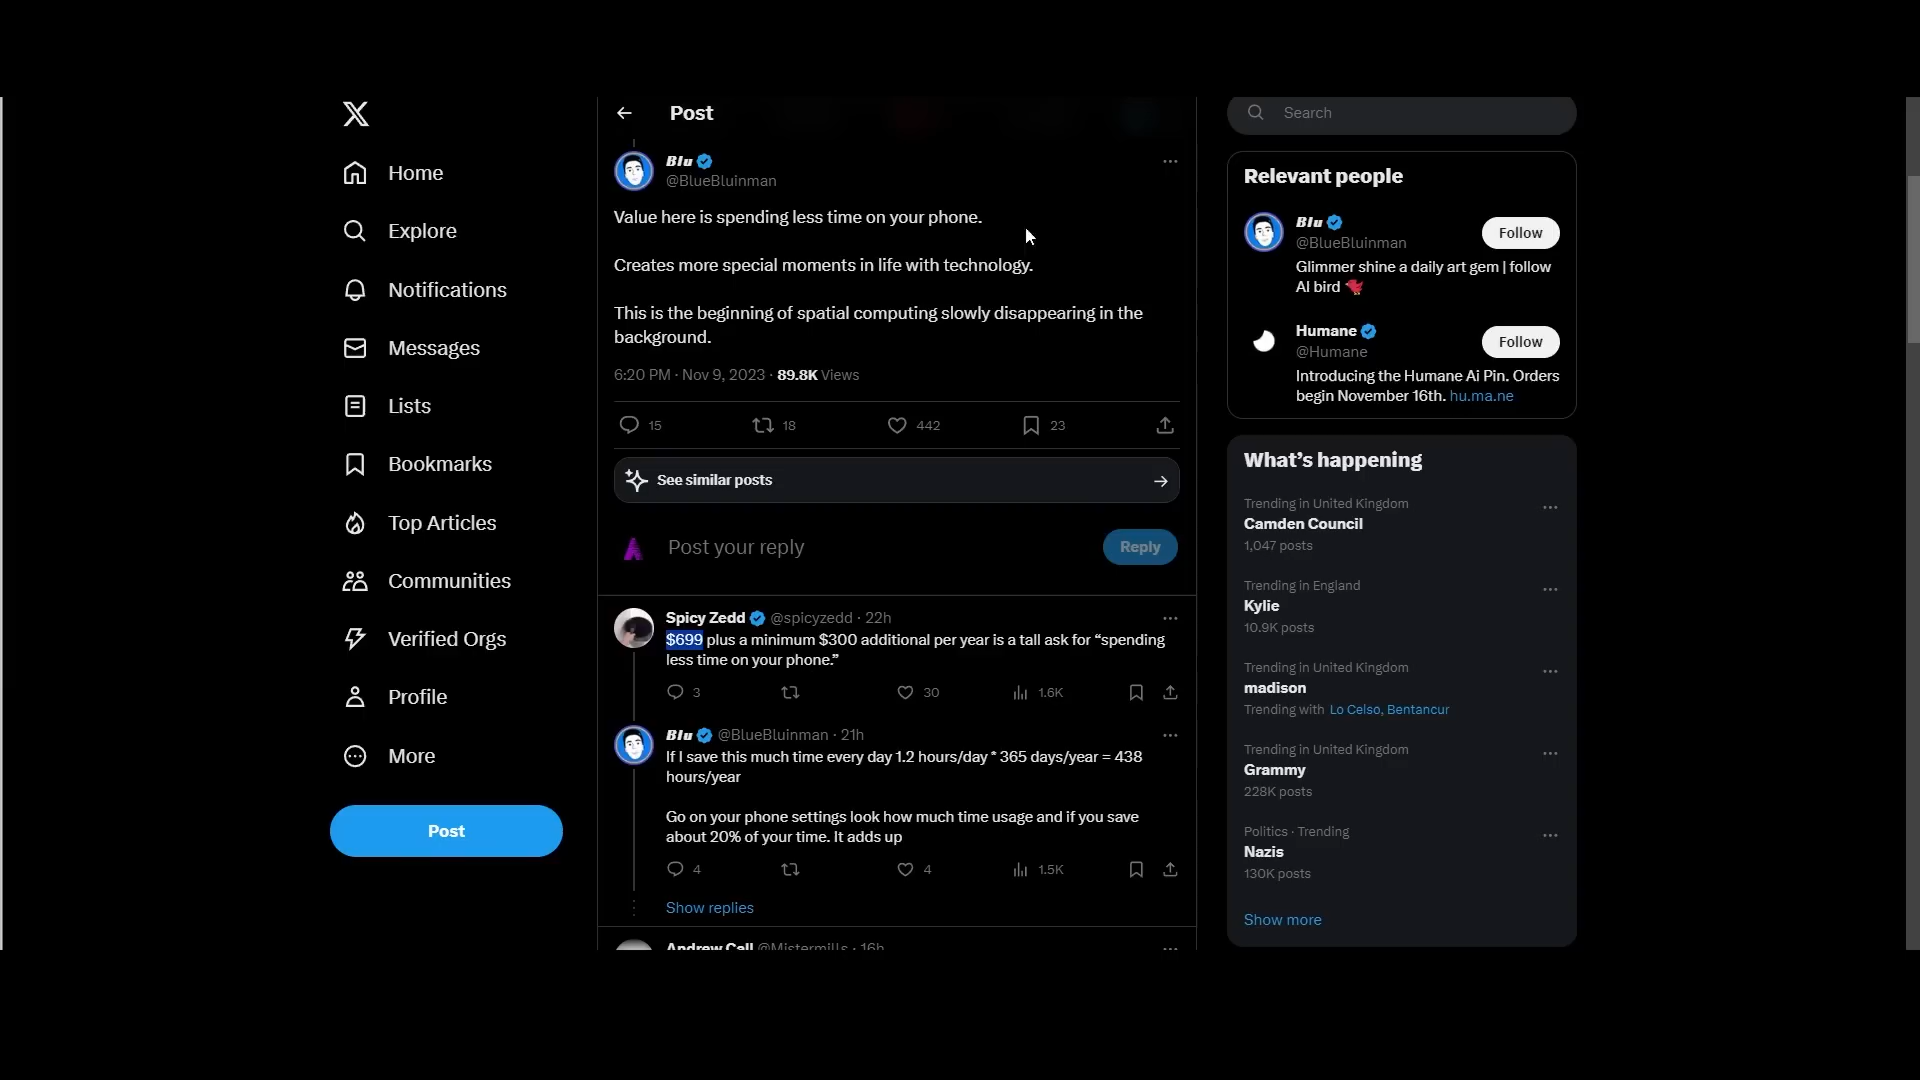 Home
Explore
Notifications
Messages
Lists
Bookmarks
Top Articles
Communities
Verified Orgs
Profile
More
Post
Post
Blu
@BlueBluinman
Value here is spending less time on your phone.
Creates more special moments in life with technology.
This is the beginning of spatial computing slowly disappearing in the
background.
6:20 PM · Nov 9, 2023 · 89.8K Views
15
18
442
23
See similar posts
Post your reply
Reply
Spicy Zedd @spicyzedd · 22h
$699 plus a minimum $300 additional per year is a tall ask for “spending
less time on your phone.”
3
30
1.6K
Blu @BlueBluinman · 21h
If I save this much time every day 1.2 hours/day * 365 days/year = 438
hours/year
Go on your phone settings look how much time usage and if you save
about 20% of your time. It adds up
4
4
1.5K
Show replies
Andrew Call @Mistermills · 16h
Search
Relevant people
Blu
@BlueBluinman
Follow
Glimmer shine a daily art gem | follow
AI bird
Humane
@Humane
Follow
Introducing the Humane Ai Pin. Orders
begin November 16th. hu.ma.ne
What’s happening
Trending in United Kingdom
Camden Council
1,047 posts
Trending in England
Kylie
10.9K posts
Trending in United Kingdom
madison
Trending with Lo Celso, Bentancur
Trending in United Kingdom
Grammy
228K posts
Politics · Trending
Nazis
130K posts
Show more